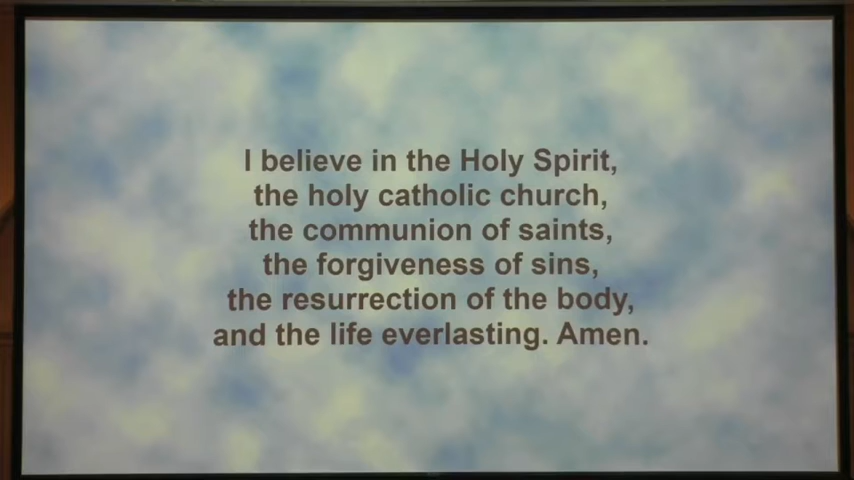 I believe in the Holy Spirit,
the holy catholic church,
the communion of saints,
the forgiveness of sins,
the resurrection of the body,
and the life everlasting. Amen.